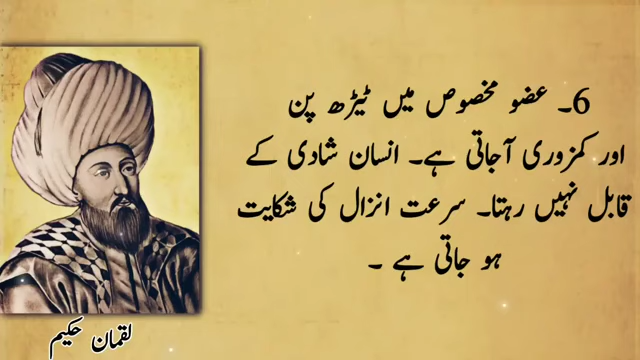 6۔ عضو مخصوص میں ٹیڑھ پن
اور کمزوری آجاتی ہے۔ انسان شادی کے
قابل نہیں رہتا۔ سرعت انزال کی شکایت
ہو جاتی ہے ۔
لقمان حکیم